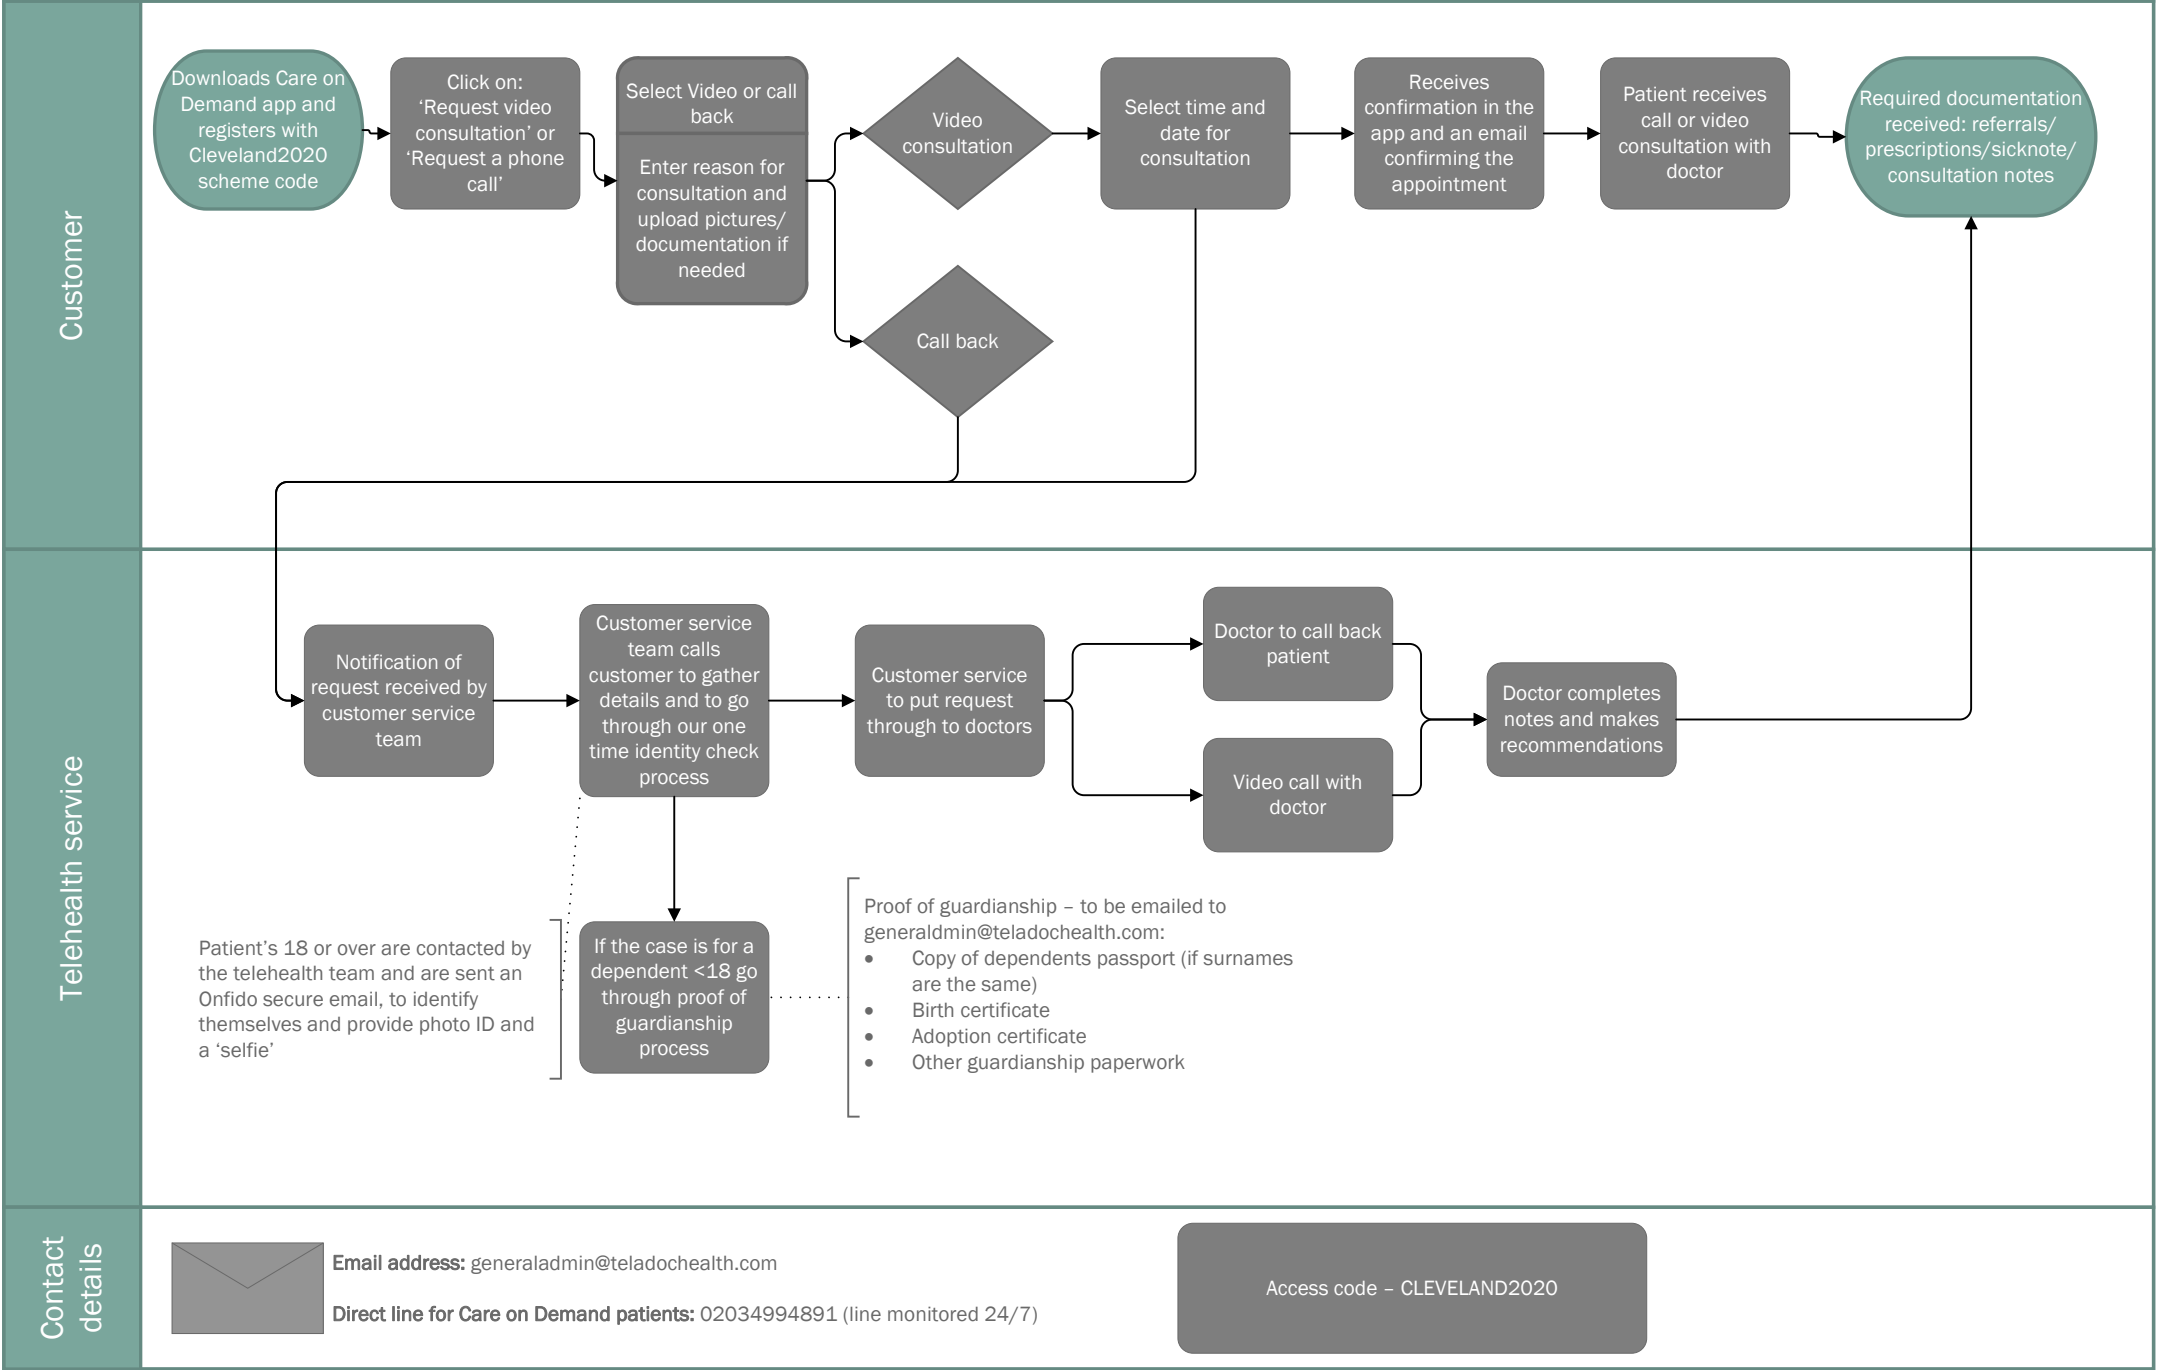 Customer
Downloads Care on
Demand app and
registers with
Cleveland2020
scheme code
Click on:
‘Request video
consultation’ or
‘Request a phone
call’
Select Video or call
back
Enter reason for
consultation and
upload pictures/
documentation if
needed
Video
consultation
Call back
Select time and
date for
consultation
Receives
confirmation in the
app and an email
confirming the
appointment
Patient receives
call or video
consultation with
doctor
Required documentation
received: referrals/
prescriptions/sicknote/
consultation notes
Telehealth service
Notification of
request received by
customer service
team
Customer service
team calls
customer to gather
details and to go
through our one
time identity check
process
Customer service
to put request
through to doctors
Doctor to call back
patient
Video call with
doctor
Doctor completes
notes and makes
recommendations
Patient’s 18 or over are contacted by
the telehealth team and are sent an
Onfido secure email, to identify
themselves and provide photo ID and
a ‘selfie’
If the case is for a
dependent <18 go
through proof of
guardianship
process
Proof of guardianship – to be emailed to
generaldmin@teladochealth.com:
• Copy of dependents passport (if surnames
are the same)
• Birth certificate
• Adoption certificate
• Other guardianship paperwork
Contact
details
Email address: generaladmin@teladochealth.com
Direct line for Care on Demand patients: 02034994891 (line monitored 24/7)
Access code – CLEVELAND2020